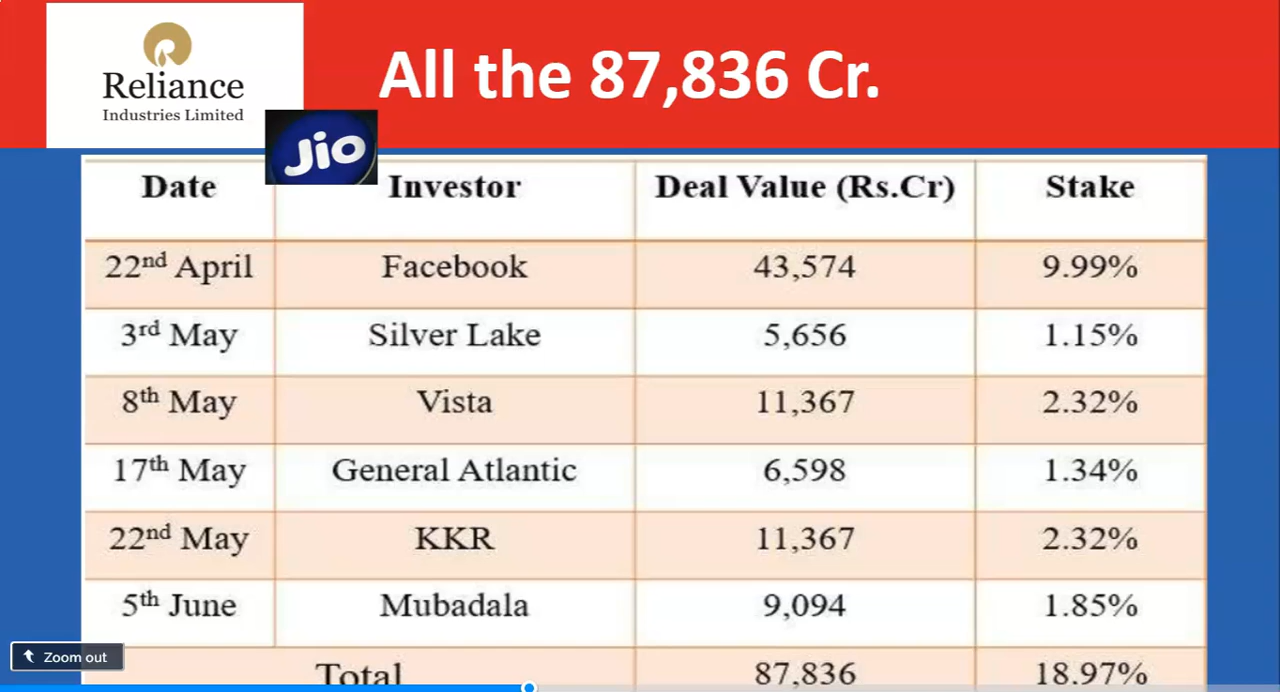 Reliance
Industries Limited
Jio
All the 87,836 Cr.
Date Investor Deal Value (Rs.Cr) Stake
22nd April Facebook 43,574 9.99%
3rd May Silver Lake 5,656 1.15%
8th May Vista 11,367 2.32%
17th May General Atlantic 6,598 1.34%
22nd May KKR 11,367 2.32%
5th June Mubadala 9,094 1.85%
Zoom out
Total 87,836 18.97%